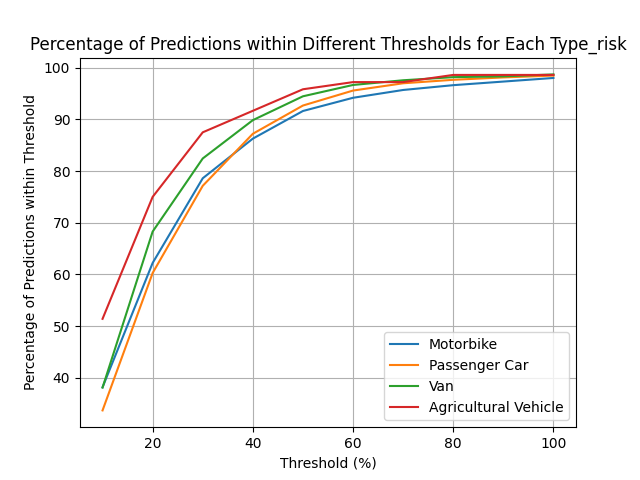 Percentage of Predictions within Different Thresholds for Each Type_risk
Percentage of Predictions within Threshold
100
90
80
70
60
50
40
20
40
60
80
100
Threshold (%)
Motorbike
Passenger Car
Van
Agricultural Vehicle